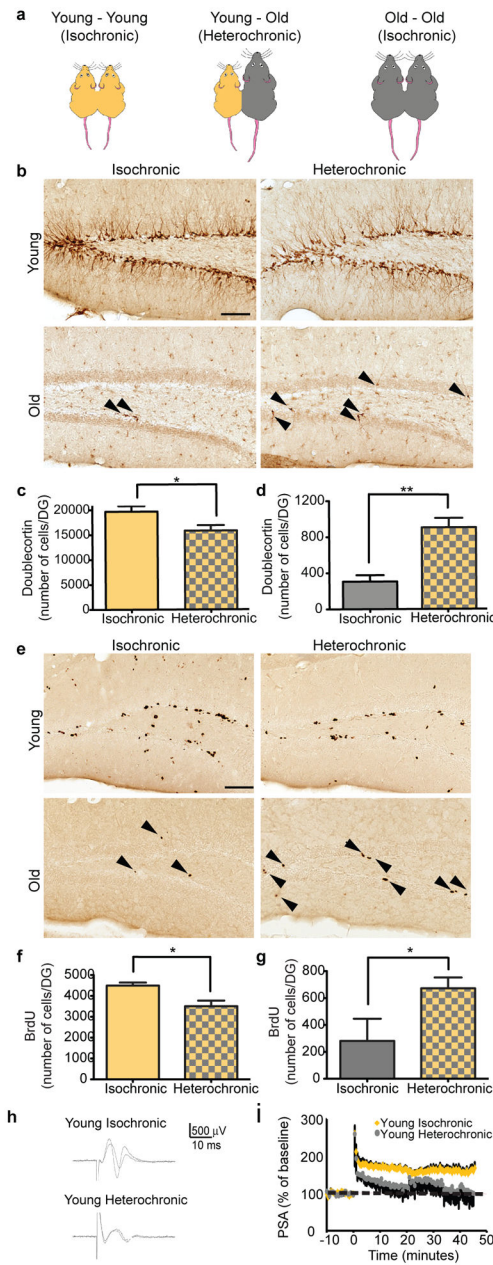 a
Young - Young
(Isochronic)
Young - Old
(Heterochronic)
Old - Old
(Isochronic)
b
Isochronic
Heterochronic
Young
Old
c
*
Doublecortin
(number of cells/DG)
20000
15000
10000
5000
0
Isochronic
Heterochronic
d
**
Doublecortin
(number of cells/DG)
1200
800
400
0
Isochronic
Heterochronic
e
Isochronic
Heterochronic
Young
Old
f
*
BrdU
(number of cells/DG)
5000
4000
3000
2000
1000
0
Isochronic
Heterochronic
g
*
BrdU
(number of cells/DG)
800
600
400
200
0
Isochronic
Heterochronic
h
Young Isochronic
500 μV
10 ms
Young Heterochronic
i
Young Isochronic
Young Heterochronic
PSA (% of baseline)
300
200
100
0
-10 0 10 20 30 40 50
Time (minutes)